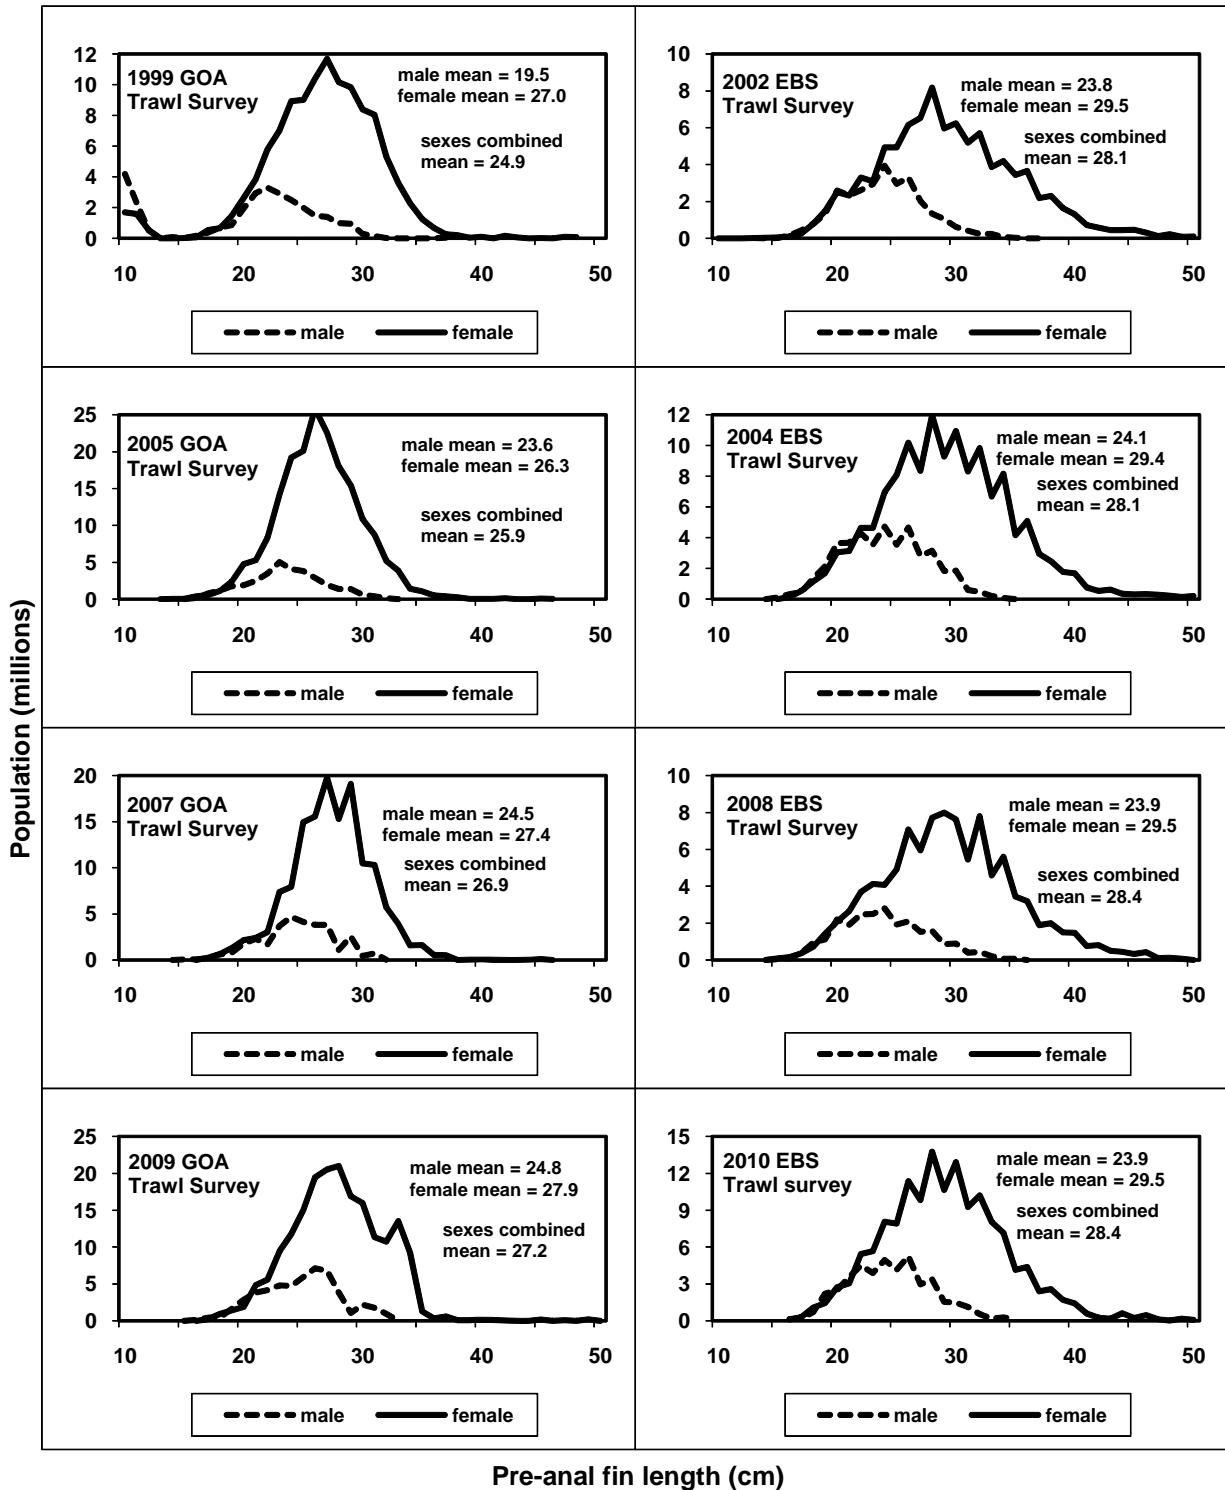 Population (millions)
12
10
8
6
4
2
0
1999 GOA
Trawl Survey
male mean = 19.5
female mean = 27.0
sexes combined
mean = 24.9
10 20 30 40 50
male female
10
8
6
4
2
0
2002 EBS
Trawl Survey
male mean = 23.8
female mean = 29.5
sexes combined
mean = 28.1
10 20 30 40 50
male female
25
20
15
10
5
0
2005 GOA
Trawl Survey
male mean = 23.6
female mean = 26.3
sexes combined
mean = 25.9
10 20 30 40 50
male female
12
10
8
6
4
2
0
2004 EBS
Trawl Survey
male mean = 24.1
female mean = 29.4
sexes combined
mean = 28.1
10 20 30 40 50
male female
20
15
10
5
0
2007 GOA
Trawl Survey
male mean = 24.5
female mean = 27.4
sexes combined
mean = 26.9
10 20 30 40 50
male female
10
8
6
4
2
0
2008 EBS
Trawl Survey
male mean = 23.9
female mean = 29.5
sexes combined
mean = 28.4
10 20 30 40 50
male female
25
20
15
10
5
0
2009 GOA
Trawl Survey
male mean = 24.8
female mean = 27.9
sexes combined
mean = 27.2
10 20 30 40 50
male female
15
12
9
6
3
0
2010 EBS
Trawl survey
male mean = 23.9
female mean = 29.5
sexes combined
mean = 28.4
10 20 30 40 50
male female
Pre-anal fin length (cm)